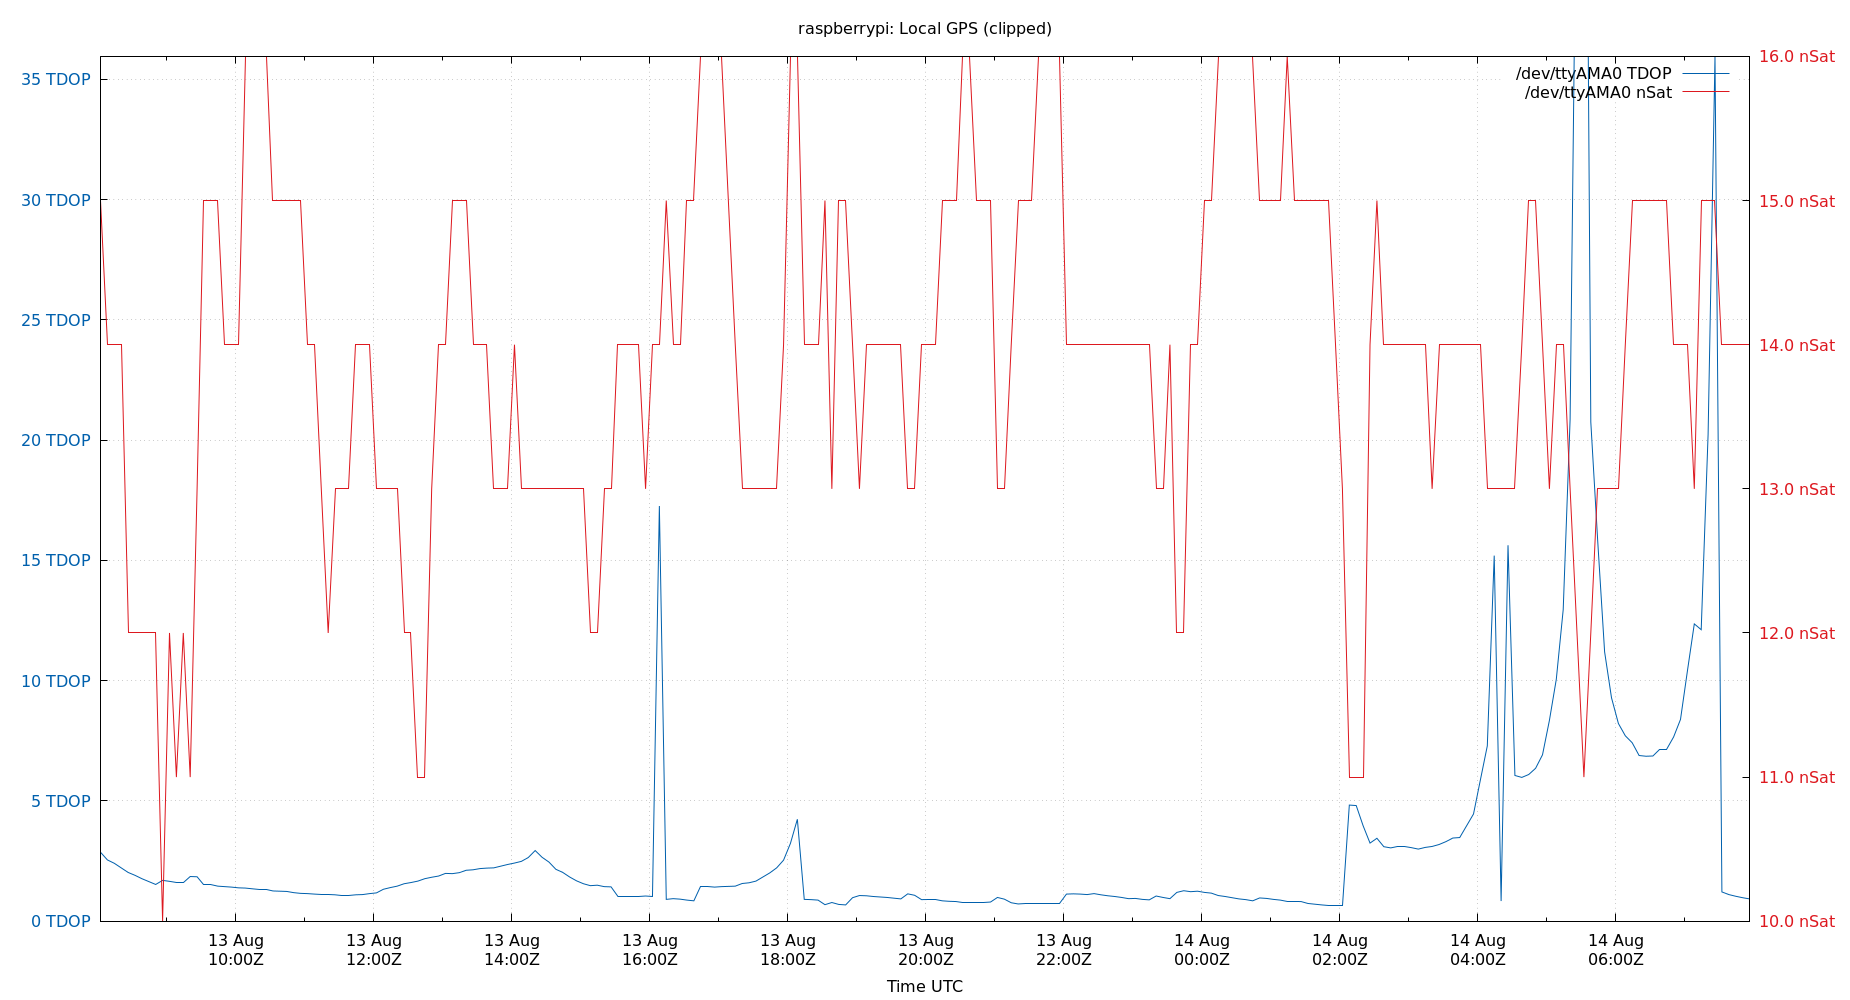 raspberrypi: Local GPS (clipped)
/dev/ttyAMA0 TDOP
/dev/ttyAMA0 nSat
35 TDOP
30 TDOP
25 TDOP
20 TDOP
15 TDOP
10 TDOP
5 TDOP
0 TDOP
16.0 nSat
15.0 nSat
14.0 nSat
13.0 nSat
12.0 nSat
11.0 nSat
10.0 nSat
13 Aug
10:00Z
13 Aug
12:00Z
13 Aug
14:00Z
13 Aug
16:00Z
13 Aug
18:00Z
13 Aug
20:00Z
13 Aug
22:00Z
14 Aug
00:00Z
14 Aug
02:00Z
14 Aug
04:00Z
14 Aug
06:00Z
Time UTC